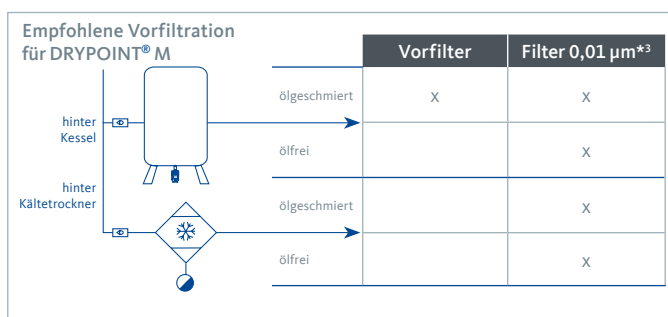 Empfohlene Vorfiltration
für DRYPOINT® M
Vorfilter Filter 0,01 µm*³
hinter
Kessel
ölgeschmiert x x
ölfrei x
hinter
Kältetrockner
ölgeschmiert x
ölfrei x